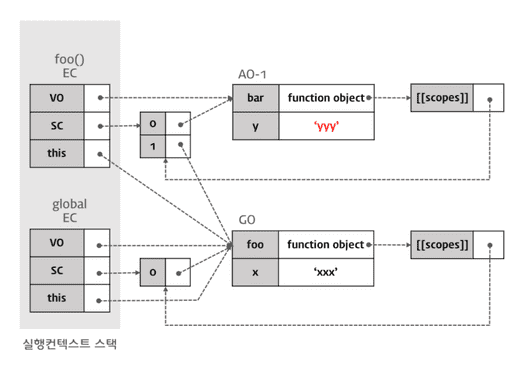 foo()
EC
VO
SC
this
0
1
AO-1
bar function object
y 'yyy'
[[scopes]]
global
EC
VO
SC
this
0
GO
foo function object
x 'xxx'
[[scopes]]
실행컨텍스트 스택